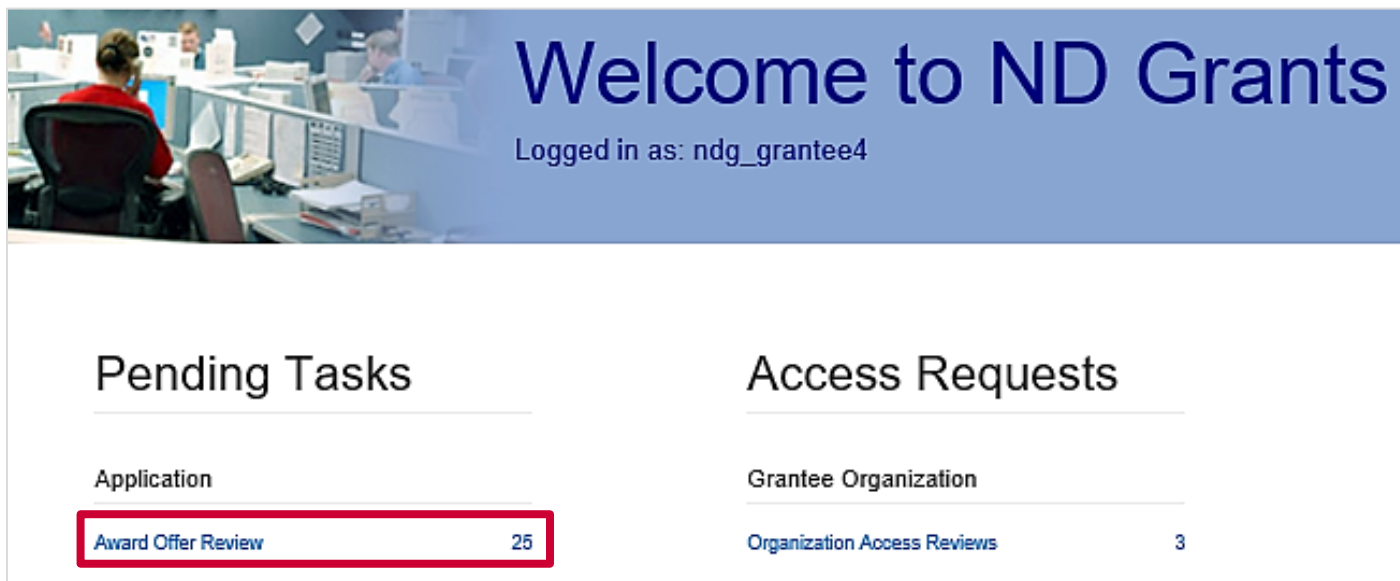 Welcome to ND Grants
Logged in as: ndg_grantee4
Pending Tasks
Application
Award Offer Review 25
Access Requests
Grantee Organization
Organization Access Reviews 3